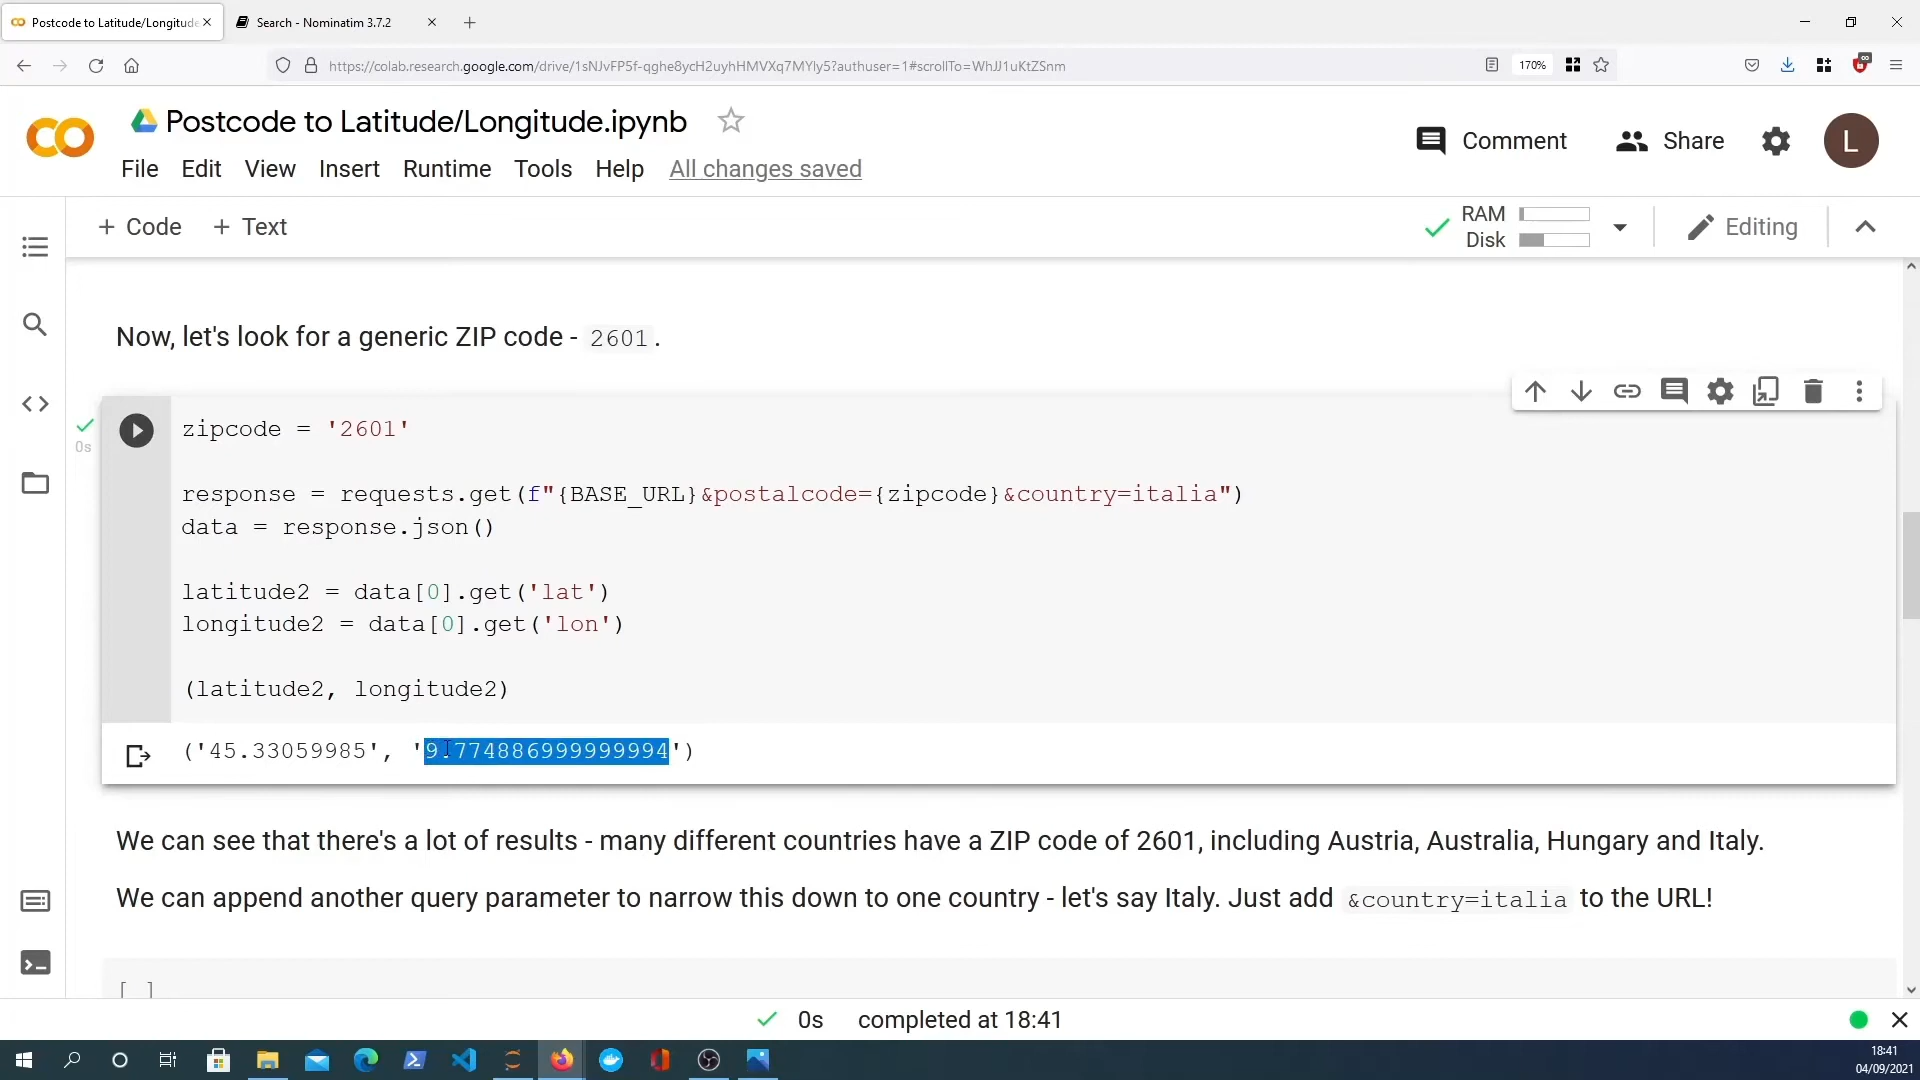 Postcode to Latitude/Longitude
Search - Nominatim 3.7.2
https://colab.research.google.com/drive/1sNJvFP5f-qghe8ycH2uyhHMVXq7MYly5?authuser=1#scrollTo=WhJJ1uKtZSnm
170%
Postcode to Latitude/Longitude.ipynb
Comment
Share
L
File Edit View Insert Runtime Tools Help All changes saved
+ Code + Text
RAM
Disk
Editing
Now, let's look for a generic ZIP code - 2601.
0s
zipcode = '2601'
response = requests.get(f"{BASE_URL}&postalcode={zipcode}&country=italia")
data = response.json()
latitude2 = data[0].get('lat')
longitude2 = data[0].get('lon')
(latitude2, longitude2)
('45.33059985', '9.774886999999994')
We can see that there's a lot of results - many different countries have a ZIP code of 2601, including Austria, Australia, Hungary and Italy.
We can append another query parameter to narrow this down to one country - let's say Italy. Just add &country=italia to the URL!
[ ]
0s completed at 18:41
18:41
04/09/2021